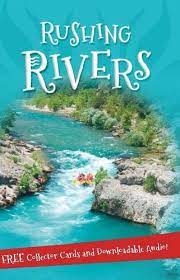 RUSHING
RIVERS
FREE Collector Cards and Downloadable Audio!